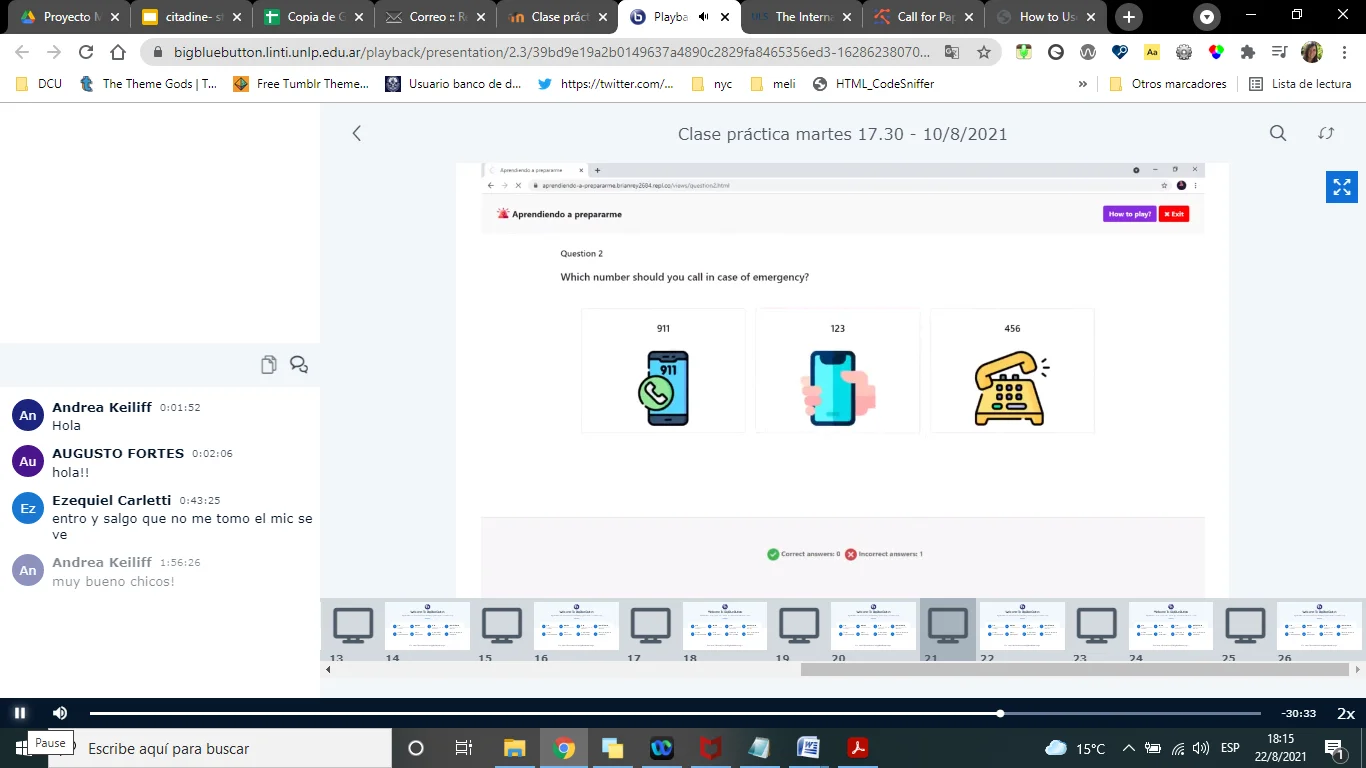 Proyecto M
citadine- st
Copia de G
Correo :: Re
Clase práct
Playba
ULS
The Interna
Call for Pap
How to Use
bigbluebutton.linti.unlp.edu.ar/playback/presentation/2.3/39bd9e19a2b0149637a4890c2829fa8465356ed3-16286238070...
DCU
The Theme Gods | T...
Free Tumblr Theme...
Usuario banco de d...
https://twitter.com/...
nyc
meli
HTML_CodeSniffer
»
Otros marcadores
Lista de lectura
Clase práctica martes 17.30 - 10/8/2021
Aprendiendo a prepararme
aprendiendo-a-prepararme.brianrey2684.repl.co/views/question2.html
Aprendiendo a prepararme
How to play?
Exit
Question 2
Which number should you call in case of emergency?
911
123
456
911
Correct answers: 0
Incorrect answers: 1
An
Andrea Keiliff 0:01:52
Hola
Au
AUGUSTO FORTES 0:02:06
hola!!
Ez
Ezequiel Carletti 0:43:25
entro y salgo que no me tomo el mic se
ve
An
Andrea Keiliff 1:56:26
muy bueno chicos!
13
14
15
16
17
18
19
20
21
22
23
24
25
26
-30:33
2x
Pause
Escribe aquí para buscar
15°C
ESP
18:15
22/8/2021
1